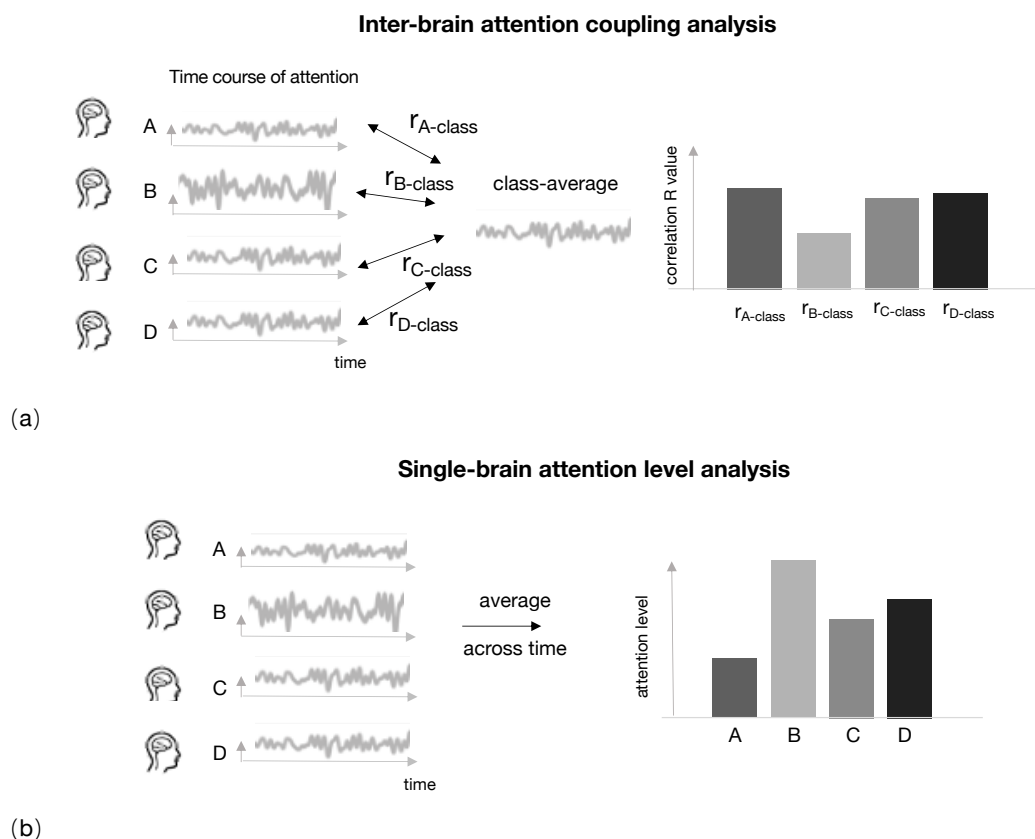 Inter-brain attention coupling analysis
Time course of attention
A
B
C
D
time
rA-class
rB-class
rC-class
rD-class
class-average
correlation R value
rA-class
rB-class
rC-class
rD-class
(a)
Single-brain attention level analysis
A
B
C
D
time
average
across time
attention level
A
B
C
D
(b)